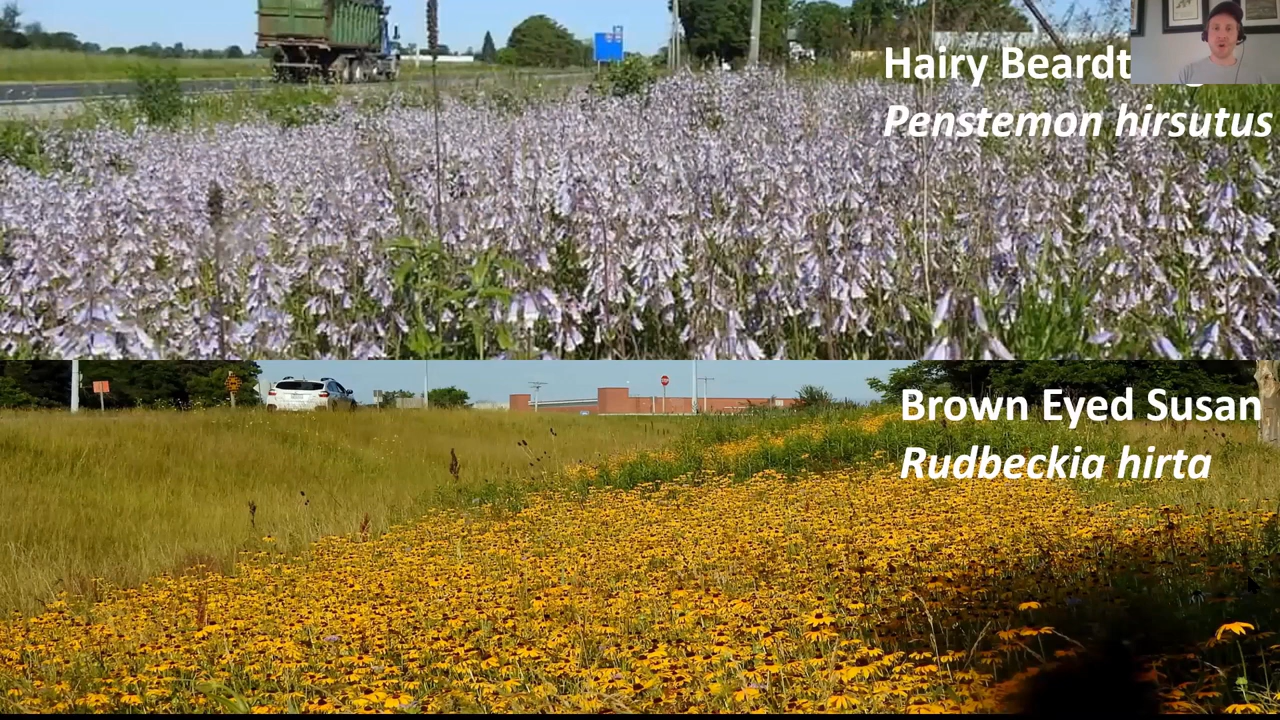 Hairy Beardt
Penstemon hirsutus
Brown Eyed Susan
Rudbeckia hirta